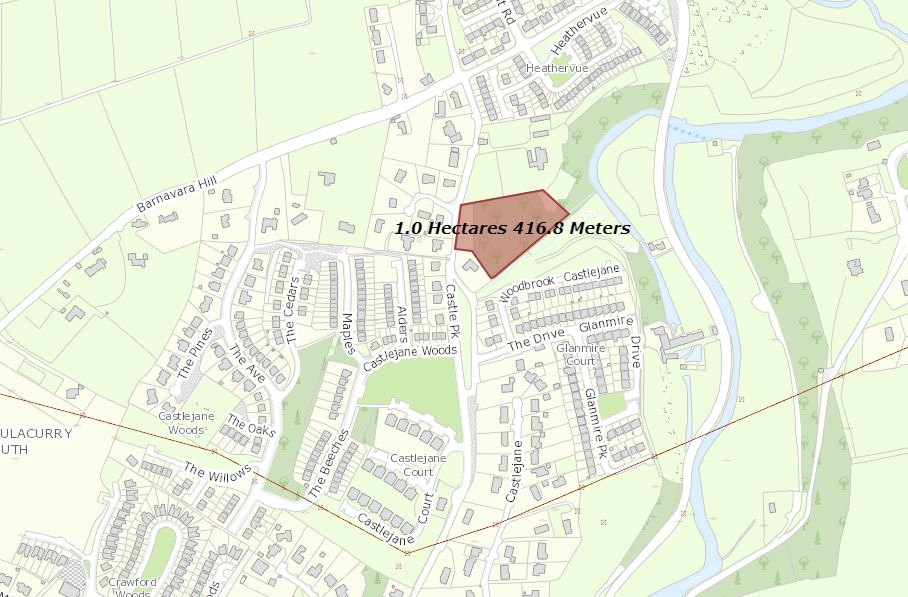 Rd
Heathervue
Heathervue
Barnavara Hill
1.0 Hectares 416.8 Meters
Woodbrook - Castlejane
The Cedars
Maples
Alders
Castle Pk
The Drive
Glanmire
Drive
The Pines
The Ave
Castlejane Woods
Glanmire
Court
Castlejane
Woods
The Oaks
Glanmire Pk
ULACURRY
UTH
The Willows
The Beeches
Castlejane
Court
Castlejane
Court
Castlejane
Crawford
Woods